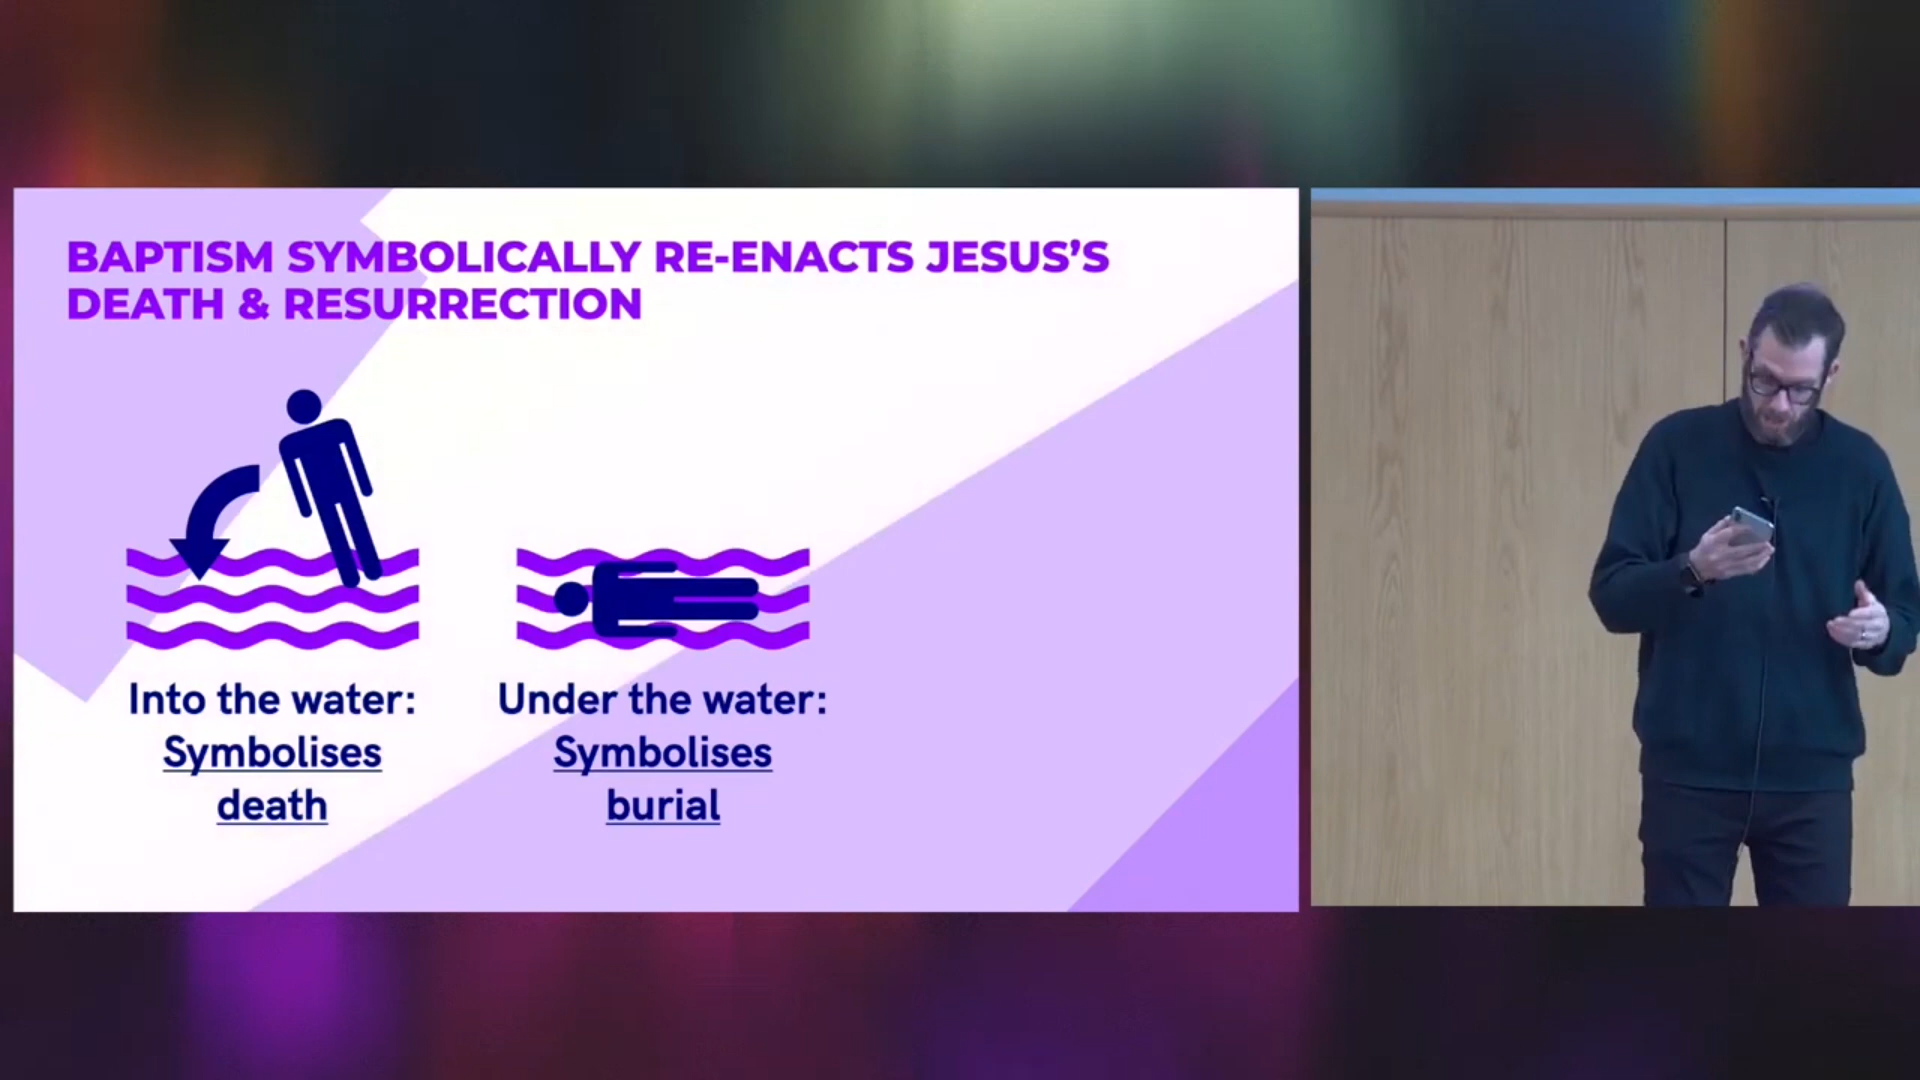 BAPTISM SYMBOLICALLY RE-ENACTS JESUS’S
DEATH & RESURRECTION
Into the water:
Symbolises
death
Under the water:
Symbolises
burial